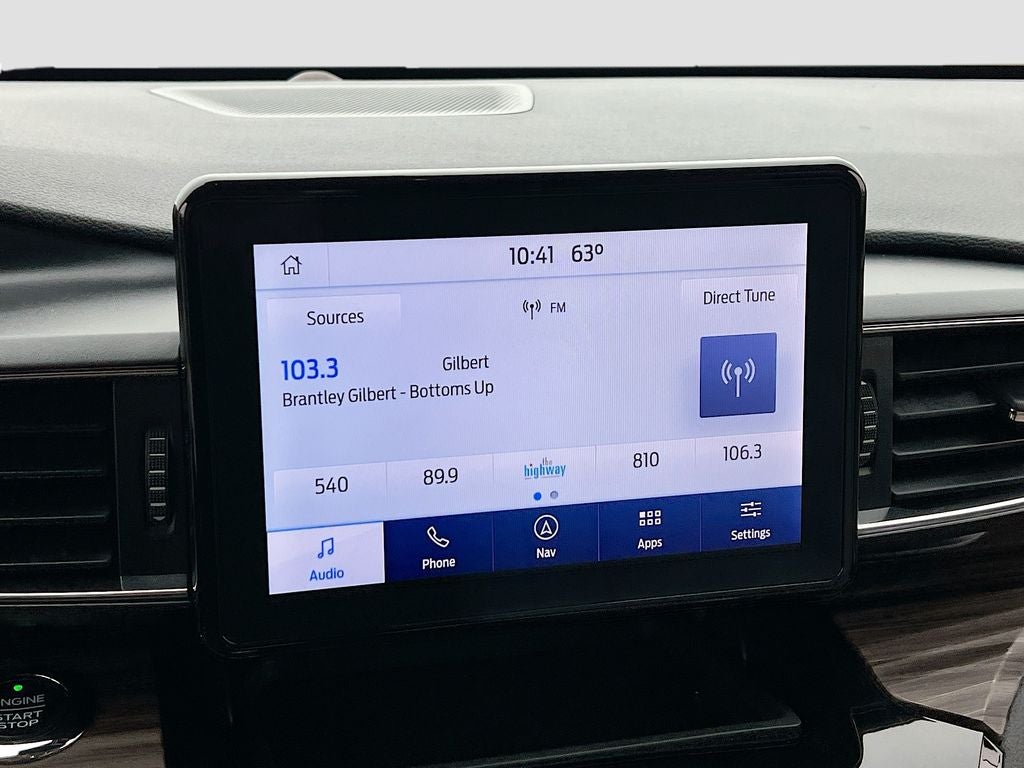 10:41 63°
Sources
FM
Direct Tune
103.3
Gilbert
Brantley Gilbert - Bottoms Up
540
89.9
the
highway
810
106.3
Audio
Phone
Nav
Apps
Settings
ENGINE
START
STOP